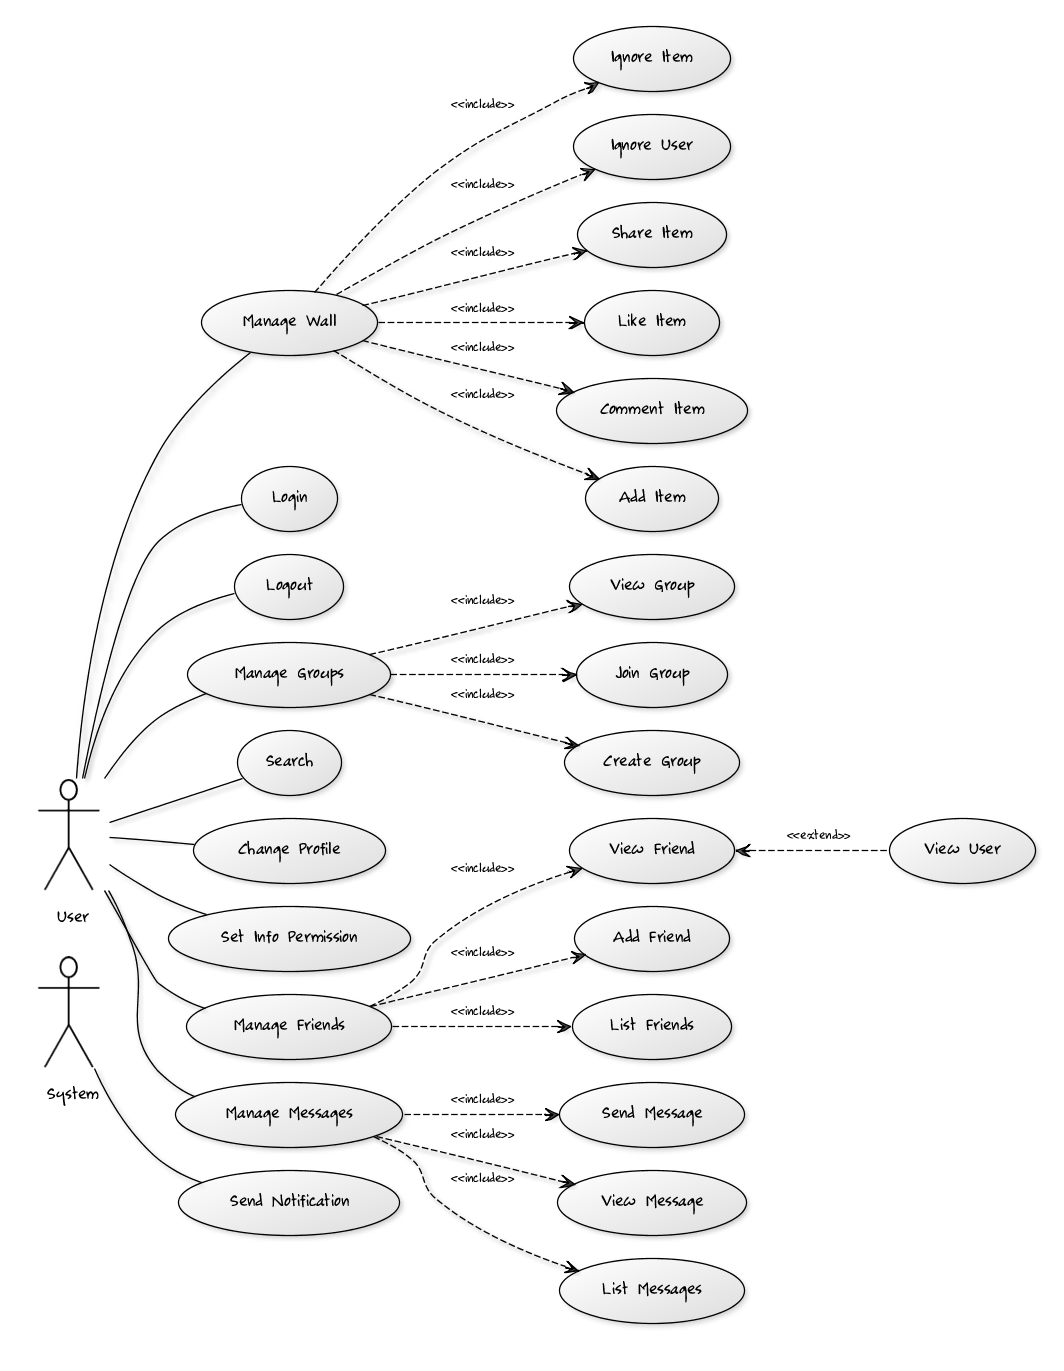 Ignore Item
<<include>>
Ignore User
<<include>>
Share Item
<<include>>
<<include>>
Manage Wall
Like Item
<<include>>
<<include>>
Comment Item
Login
Add Item
Logout
View Group
<<include>>
<<include>>
Manage Groups
Join Group
<<include>>
Search
Create Group
<<extend>>
Change Profile
View Friend
View User
<<include>>
User
Set Info Permission
Add Friend
<<include>>
<<include>>
Manage Friends
List Friends
System
<<include>>
Manage Messages
Send Message
<<include>>
<<include>>
Send Notification
View Message
List Messages